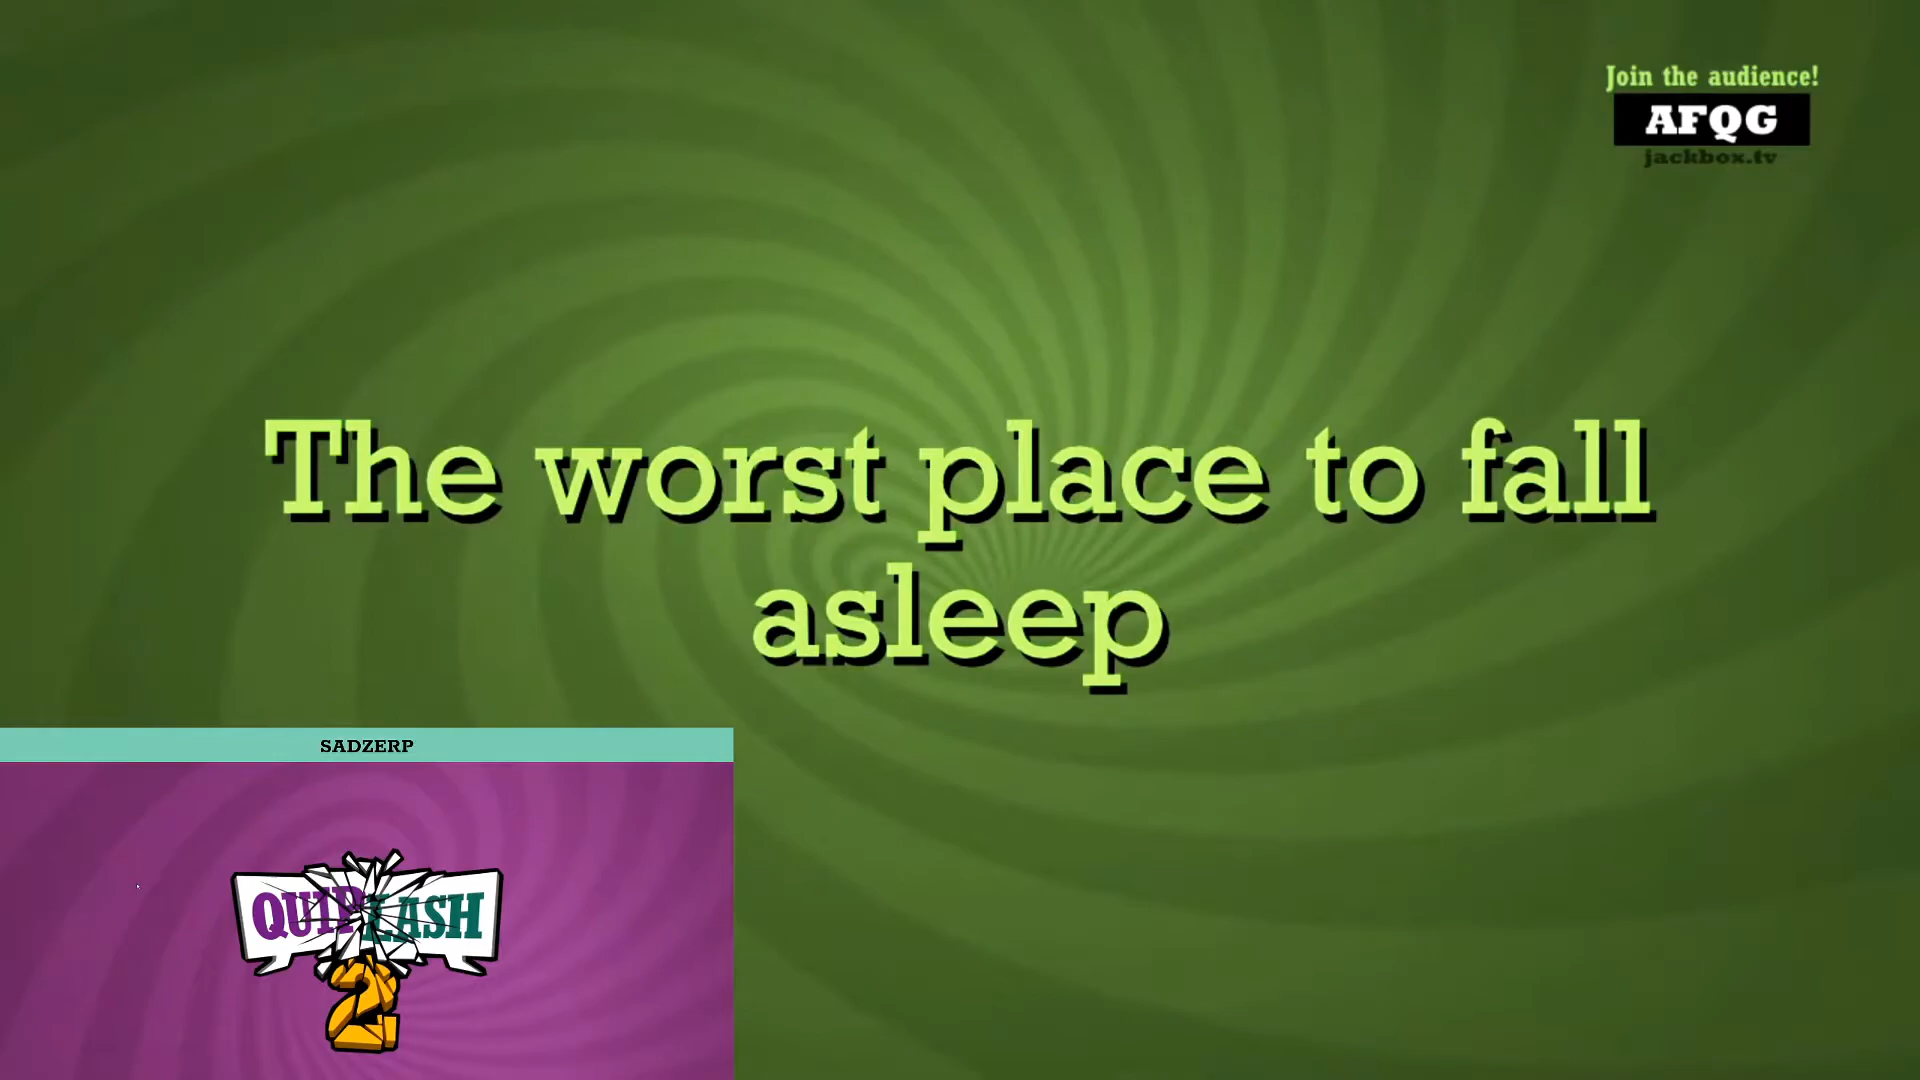 Join the audience!
AFQG
jackbox.tv
The worst place to fall
asleep
SADZERP
QUIPLASH
2